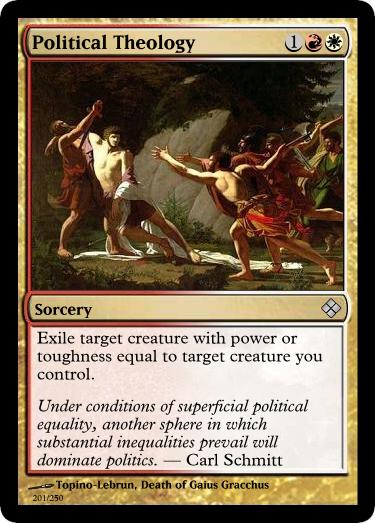 Political Theology 1
Sorcery
Exile target creature with power or
toughness equal to target creature you
control.
Under conditions of superficial political
equality, another sphere in which
substantial inequalities prevail will
dominate politics. — Carl Schmitt
Topino-Lebrun, Death of Gaius Gracchus
201/250